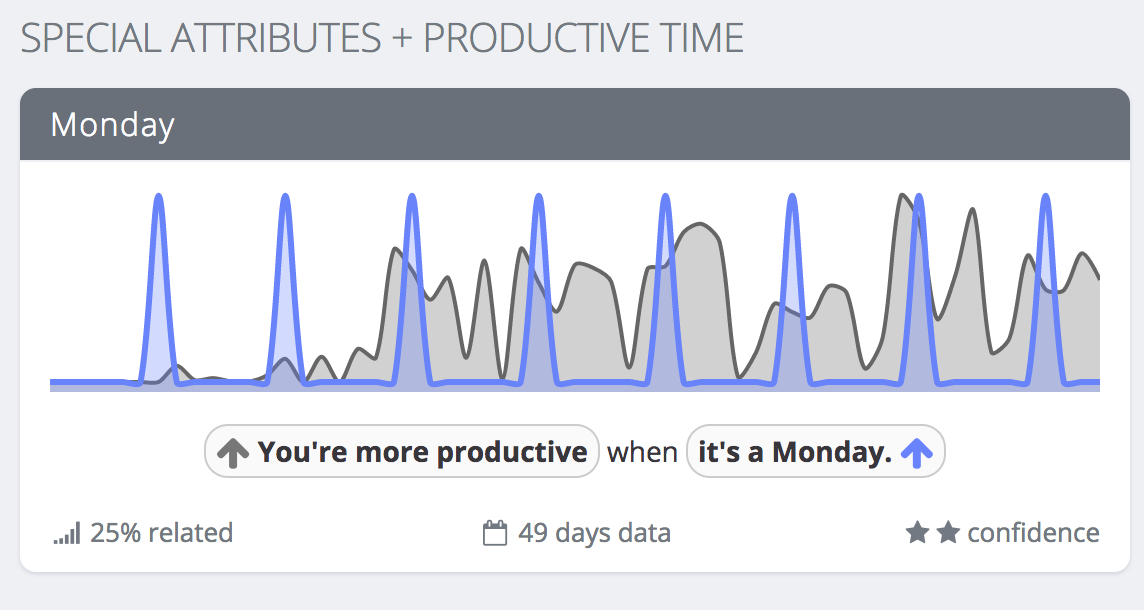 SPECIAL ATTRIBUTES + PRODUCTIVE TIME
Monday
You're more productive when it's a Monday.
25% related
49 days data
confidence